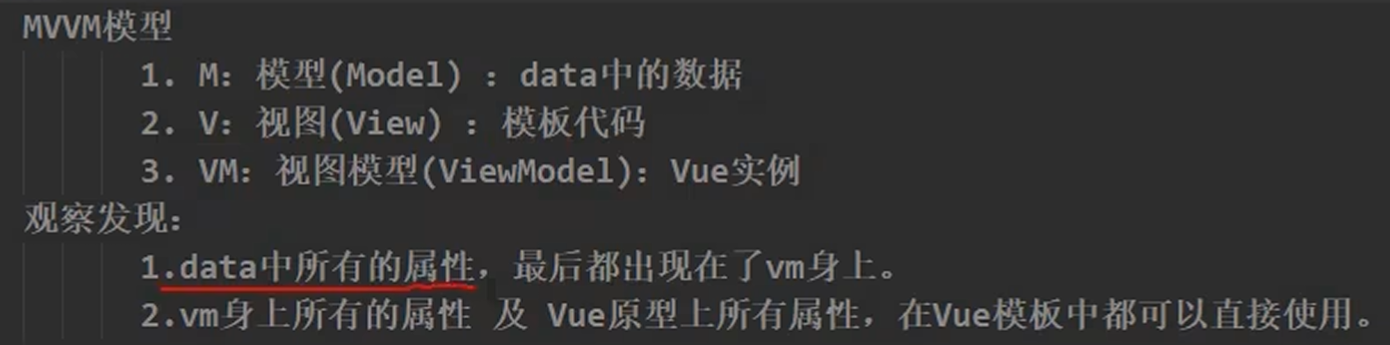 MVVM模型
1. M：模型(Model) ：data中的数据
2. V：视图(View) ：模板代码
3. VM：视图模型(ViewModel)：Vue实例
观察发现：
1.data中所有的属性，最后都出现在了vm身上。
2.vm身上所有的属性 及 Vue原型上所有属性，在Vue模板中都可以直接使用。